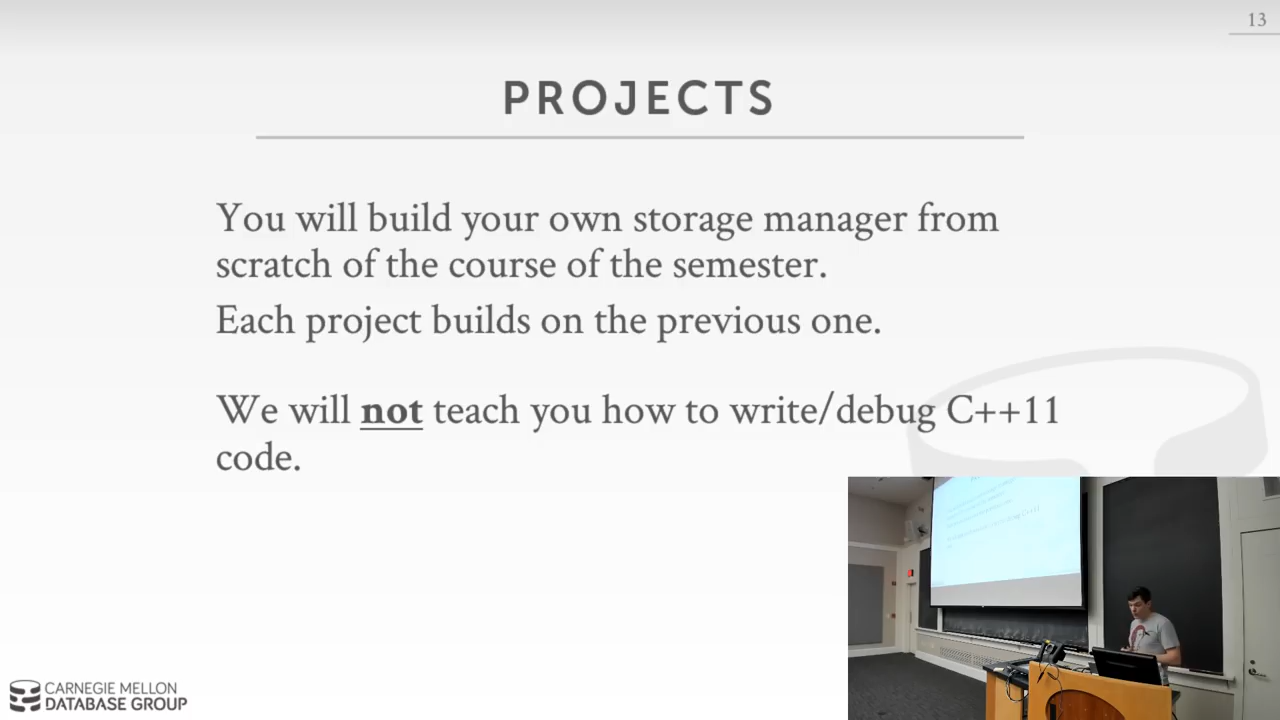 13
PROJECTS
You will build your own storage manager from
scratch of the course of the semester.
Each project builds on the previous one.
We will not teach you how to write/debug C++11
code.
CARNEGIE MELLON
DATABASE GROUP